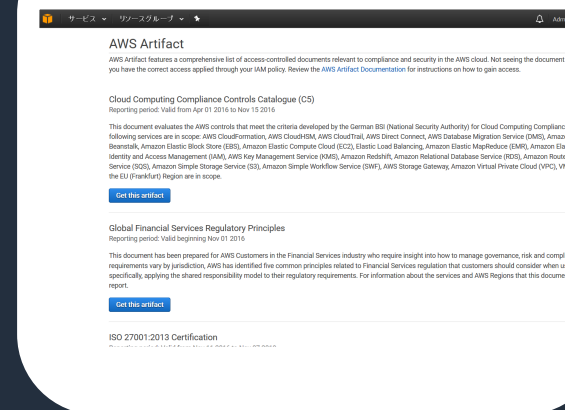 サービス リソースグループ
AWS Artifact
AWS Artifact features a comprehensive list of access-controlled documents relevant to compliance and security in the AWS cloud. Not seeing the document
you have the correct access applied through your IAM policy. Review the AWS Artifact Documentation for instructions on how to gain access.
Cloud Computing Compliance Controls Catalogue (C5)
Reporting period: Valid from Apr 01 2016 to Nov 15 2016
This document evaluates the AWS controls that meet the criteria developed by the German BSI (National Security Authority) for Cloud Computing Complianc
following services are in scope: AWS CloudFormation, AWS CloudHSM, AWS CloudTrail, AWS Direct Connect, AWS Database Migration Service (DMS), Amaz
Beanstalk, Amazon Elastic Block Store (EBS), Amazon Elastic Compute Cloud (EC2), Elastic Load Balancing, Amazon Elastic MapReduce (EMR), Amazon Ela
Identity and Access Management (IAM), AWS Key Management Service (KMS), Amazon Redshift, Amazon Relational Database Service (RDS), Amazon Route
Service (SQS), Amazon Simple Storage Service (S3), Amazon Simple Workflow Service (SWF), AWS Storage Gateway, Amazon Virtual Private Cloud (VPC), VM
the EU (Frankfurt) Region are in scope.
Get this artifact
Global Financial Services Regulatory Principles
Reporting period: Valid beginning Nov 01 2016
This document has been prepared for AWS Customers in the Financial Services industry who require insight into how to manage governance, risk and compl
requirements vary by jurisdiction, AWS has identified five common principles related to Financial Services regulation that customers should consider when us
specifically, applying the shared responsibility model to their regulatory requirements. For information about the services and AWS Regions that this docume
report.
Get this artifact
ISO 27001:2013 Certification